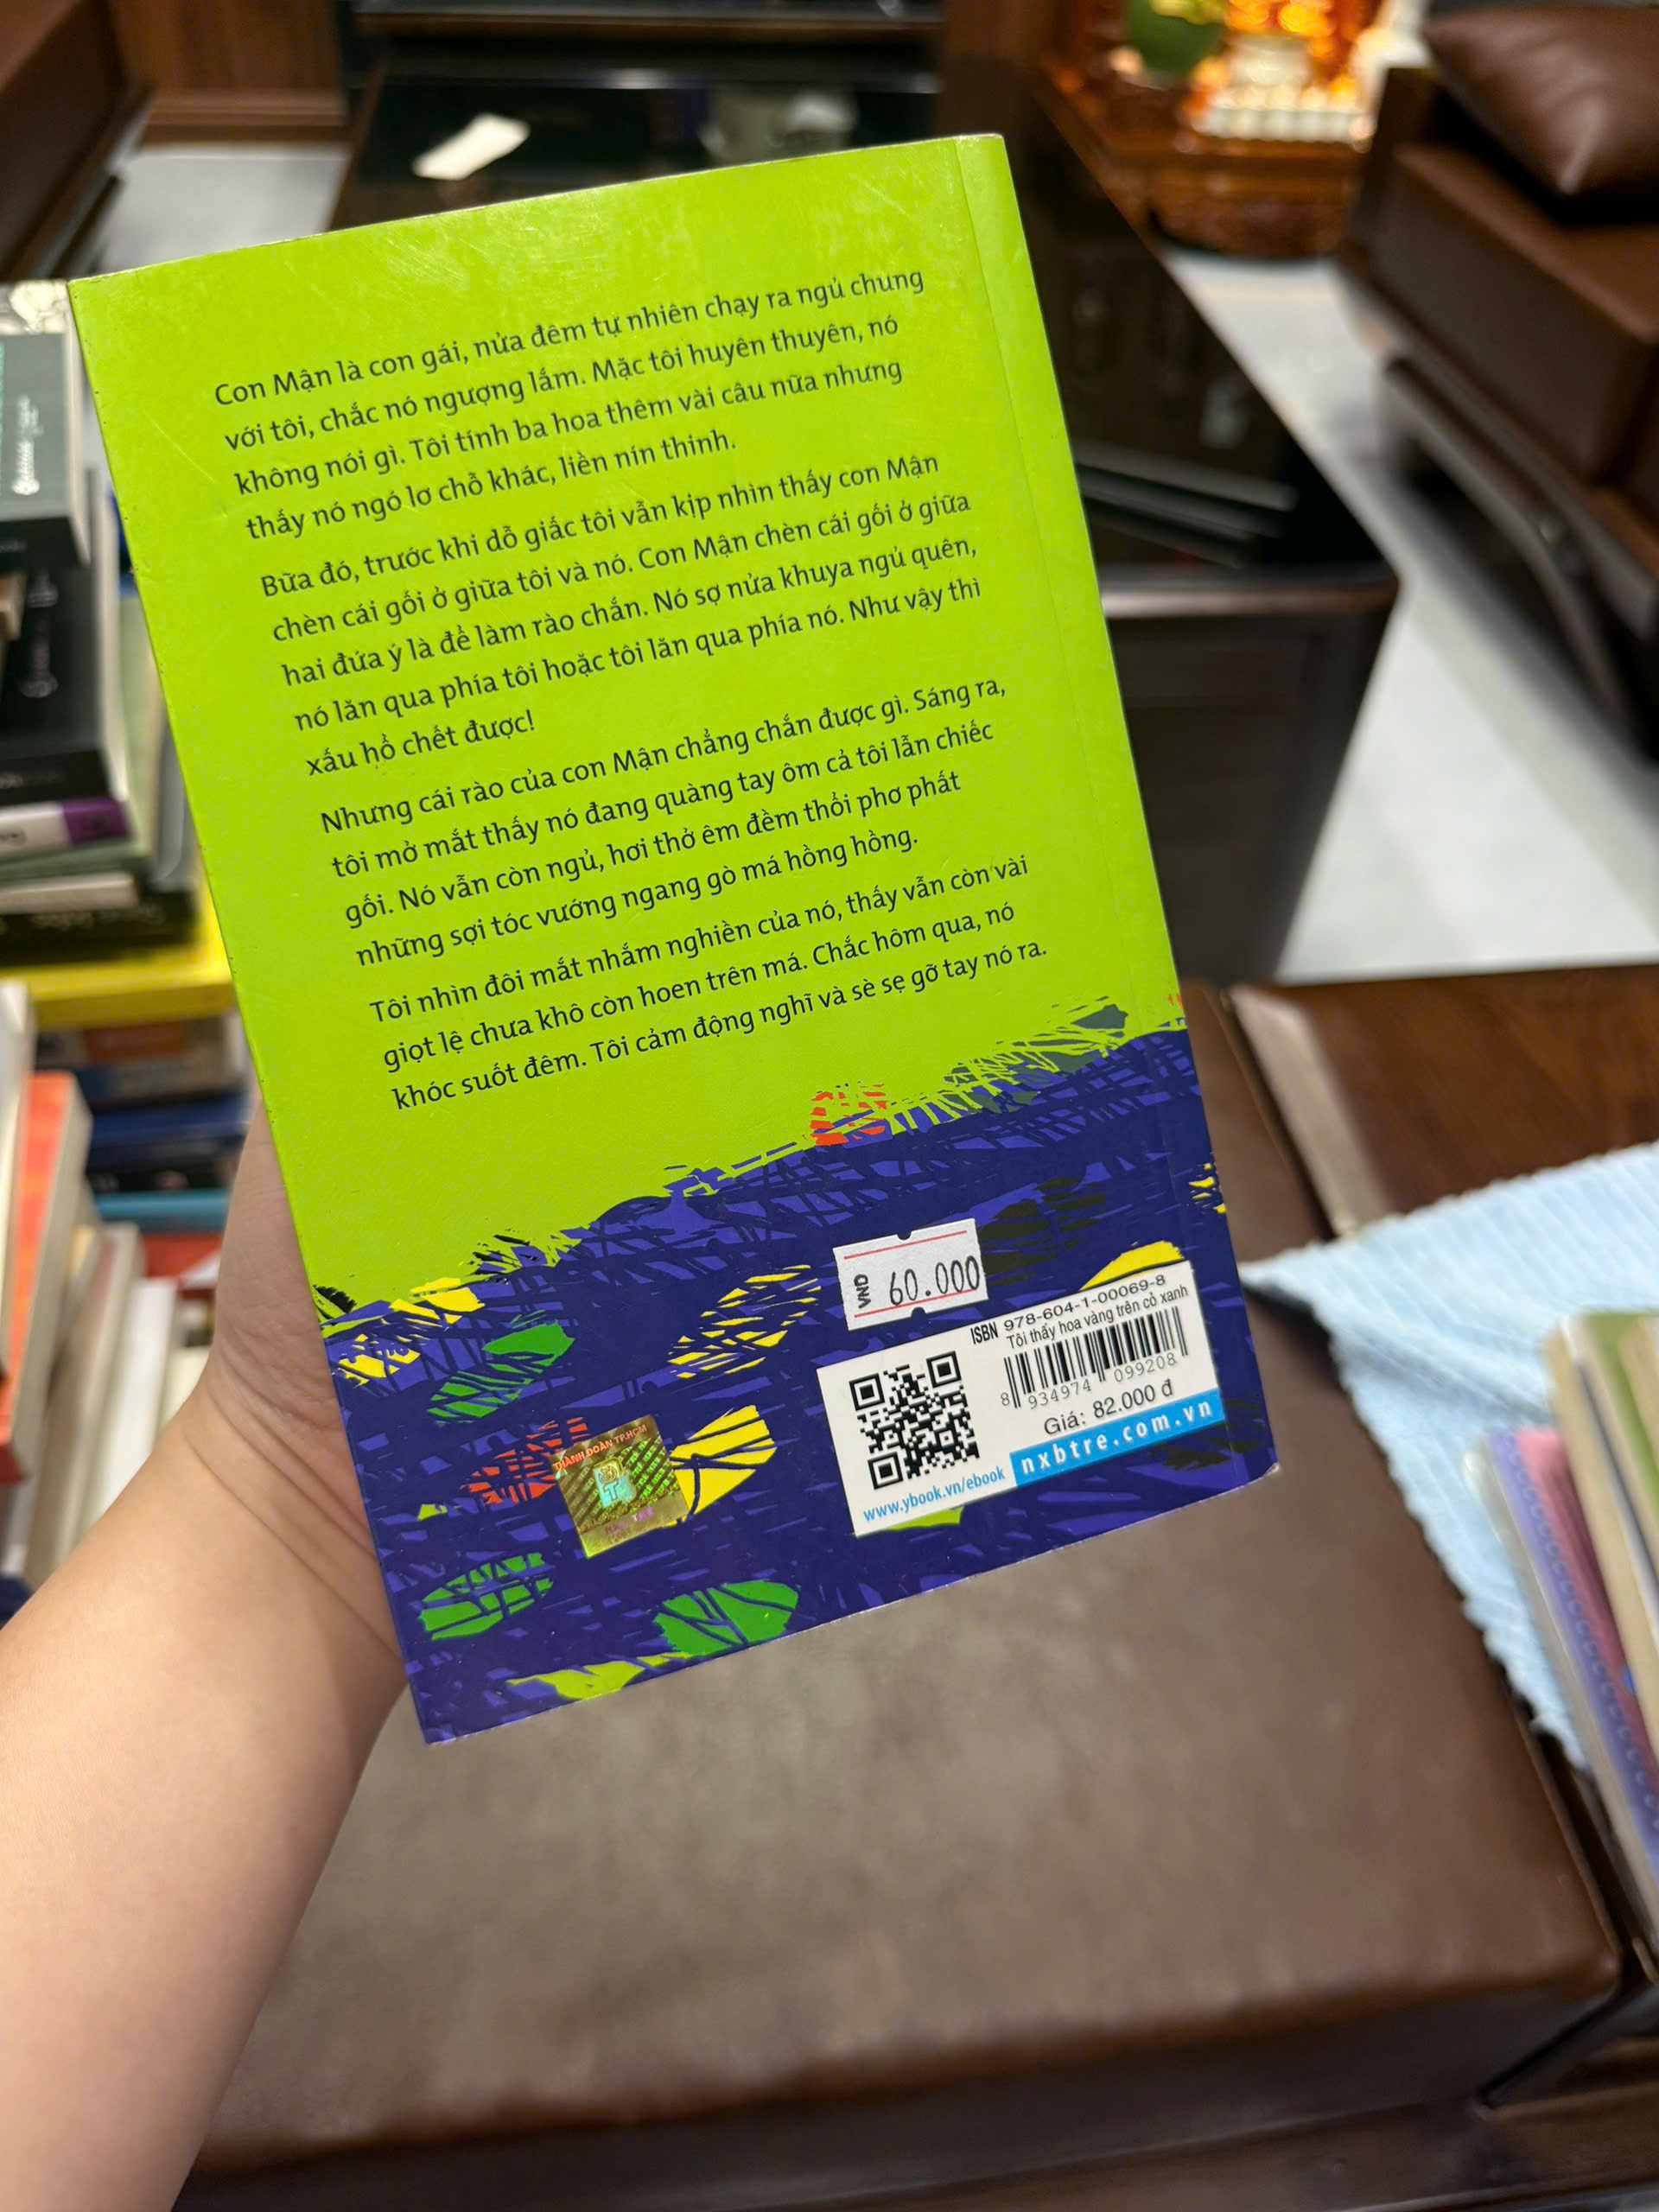 Con Mận là con gái, nửa đêm tự nhiên chạy ra ngủ chung
với tôi, chắc nó ngượng lắm. Mặc tôi huyên thuyên, nó
không nói gì. Tôi tính ba hoa thêm vài câu nữa nhưng
thấy nó ngó lơ chỗ khác, liền nín thinh.
Bữa đó, trước khi dỗ giấc tôi vẫn kịp nhìn thấy con Mận
chèn cái gối ở giữa tôi và nó. Con Mận chèn cái gối ở giữa
hai đứa ý là để làm rào chắn. Nó sợ nửa khuya ngủ quên,
nó lăn qua phía tôi hoặc tôi lăn qua phía nó. Như vậy thì
xấu hổ chết được!
Nhưng cái rào của con Mận chẳng chắn được gì. Sáng ra,
tôi mở mắt thấy nó đang quàng tay ôm cả tôi lẫn chiếc
gối. Nó vẫn còn ngủ, hơi thở êm đềm thổi phơ phất
những sợi tóc vướng ngang gò má hồng hồng.
Tôi nhìn đôi mắt nhắm nghiền của nó, thấy vẫn còn vài
giọt lệ chưa khô còn hoen trên má. Chắc hôm qua, nó
khóc suốt đêm. Tôi cảm động nghĩ và sè sẹ gỡ tay nó ra.
VND 60.000
ISBN 978-604-1-00069-8
Tôi thấy hoa vàng trên cỏ xanh
8 934974 099208
Giá: 82.000 đ
www.ybook.vn/ebook
nxbtre.com.vn
THÀNH ĐOÀN TP.HCM